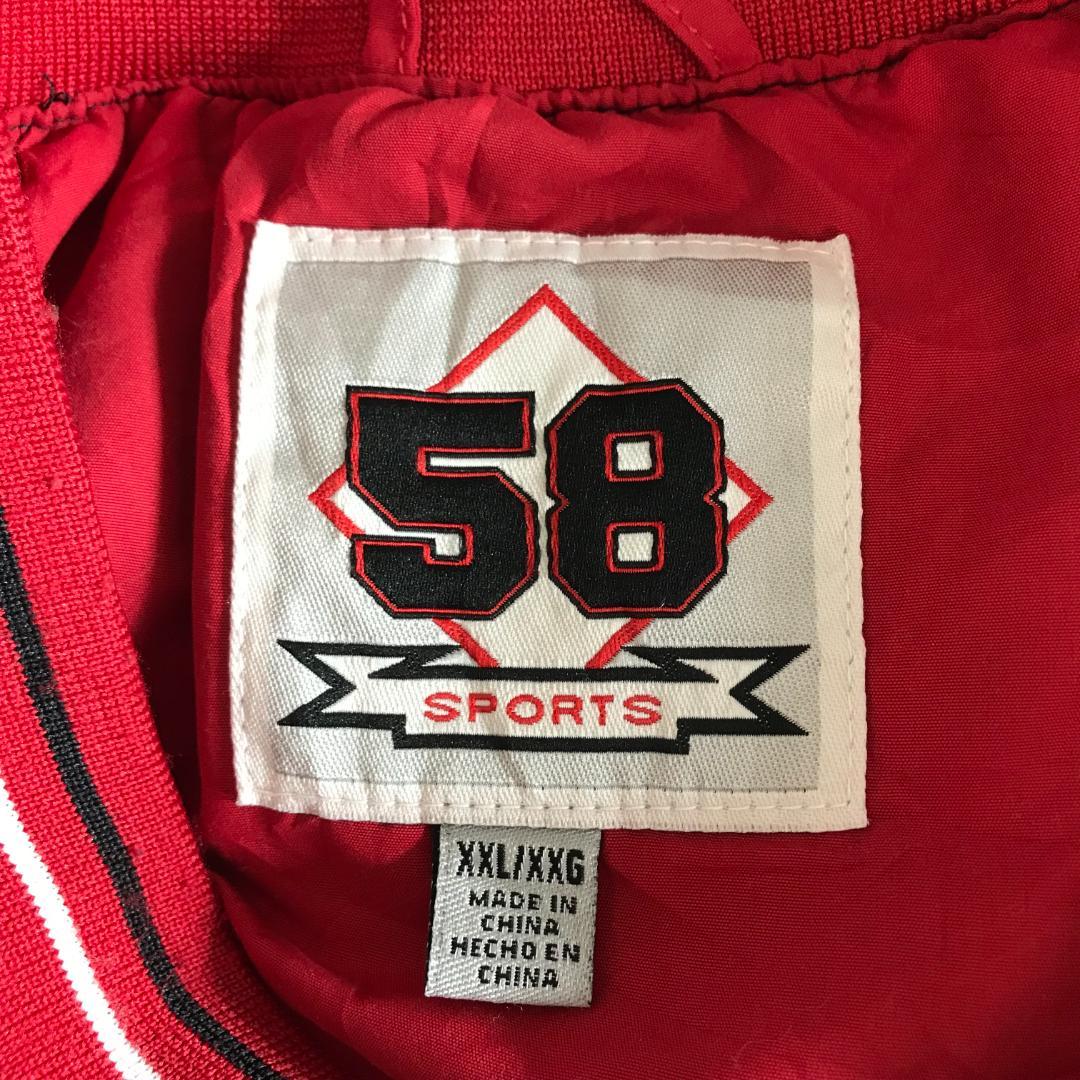 58
SPORTS
XXL/XXG
MADE IN
CHINA
HECHO EN
CHINA